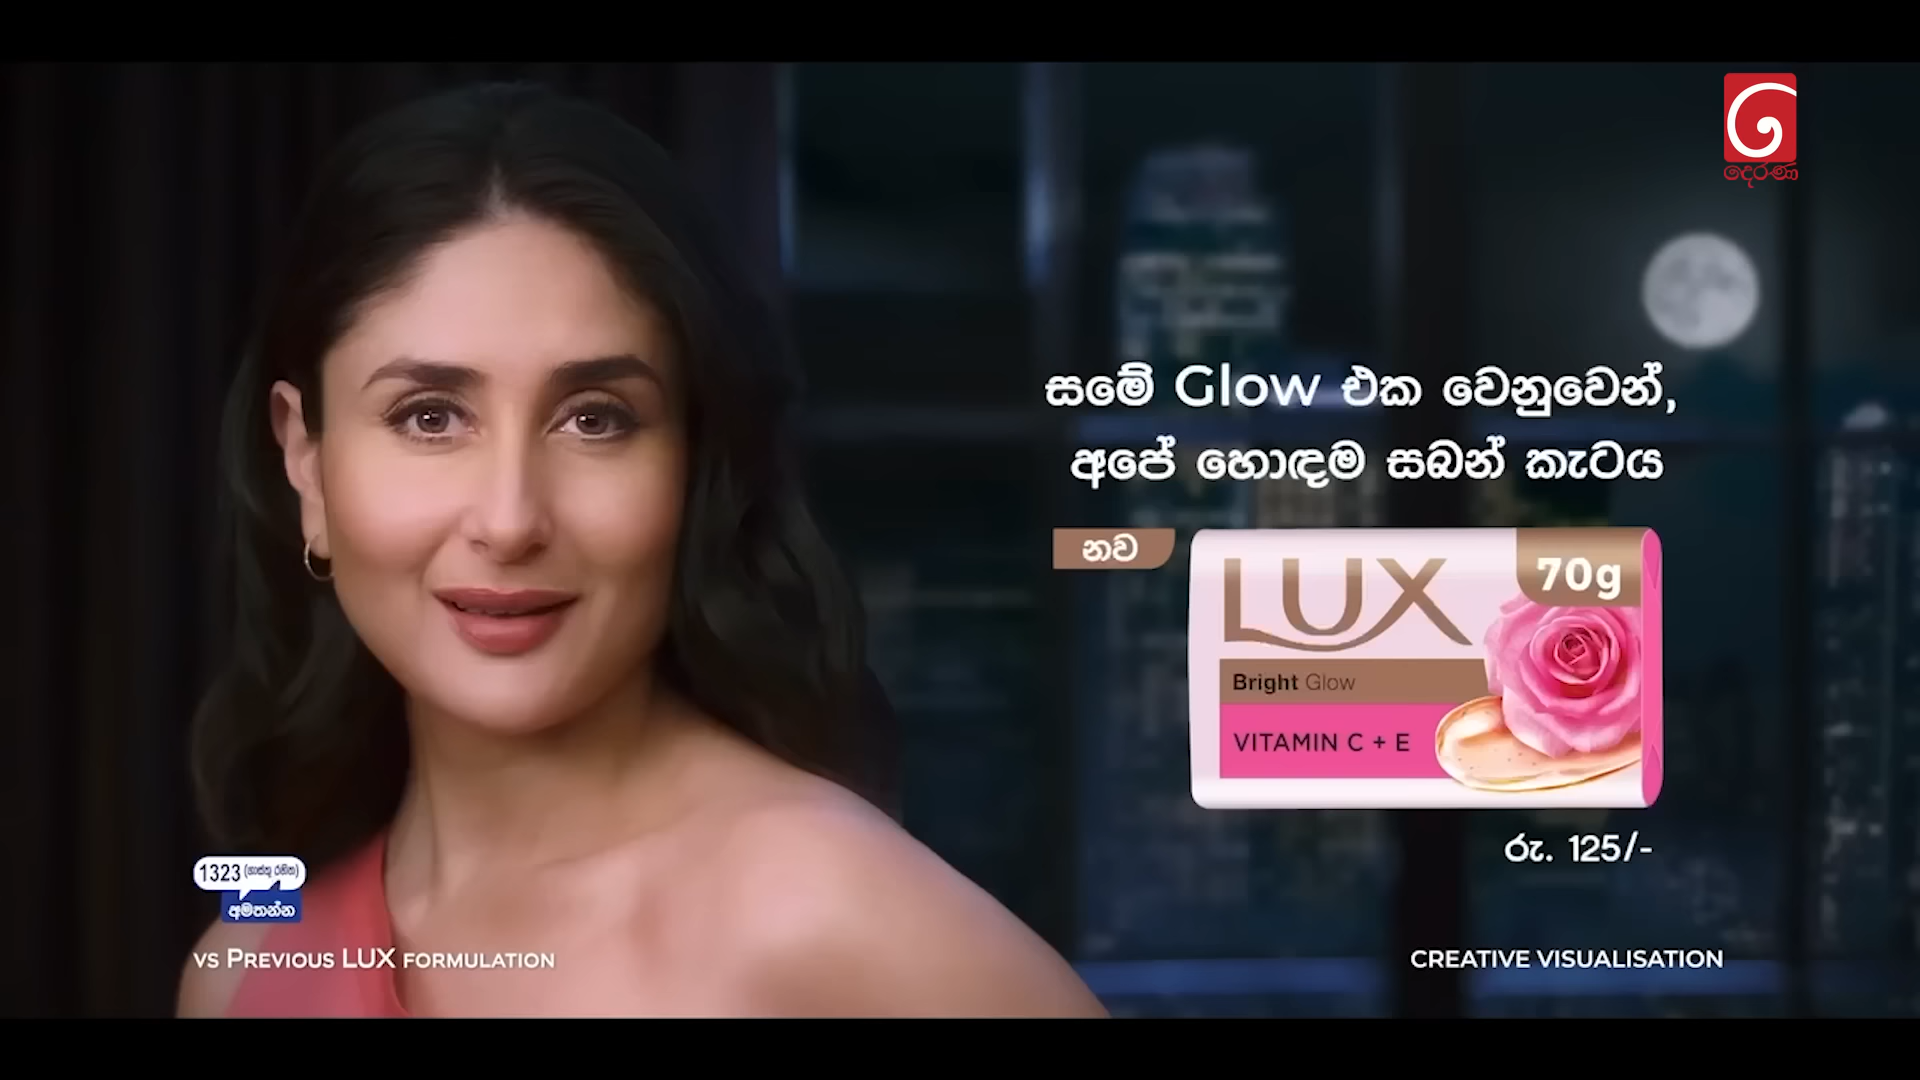 දෙරණ
සමේ Glow එක වෙනුවෙන්,
අපේ හොඳම සබන් කැටය
නව
LUX
70g
Bright Glow
VITAMIN C + E
රු. 125/-
1323 (ගාස්තු රහිත)
අමතන්න
VS PREVIOUS LUX FORMULATION
CREATIVE VISUALISATION